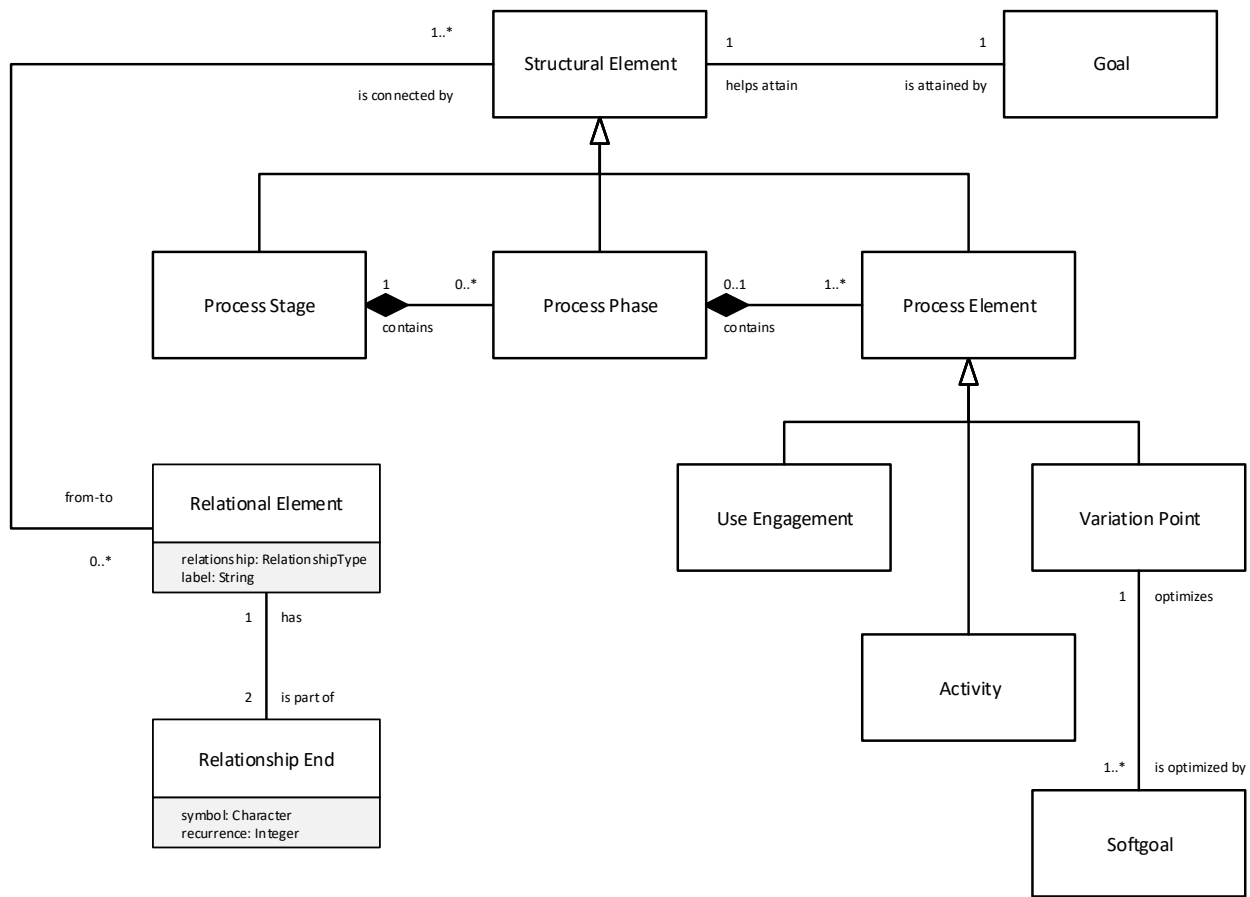 1..*
is connected by
Structural Element
1
helps attain
1
is attained by
Goal
Process Stage
1
contains
0..*
Process Phase
0..1
contains
1..*
Process Element
from-to
0..*
Relational Element
relationship: RelationshipType
label: String
1
has
2
is part of
Relationship End
symbol: Character
recurrence: Integer
Use Engagement
Activity
Variation Point
1
optimizes
1..*
is optimized by
Softgoal